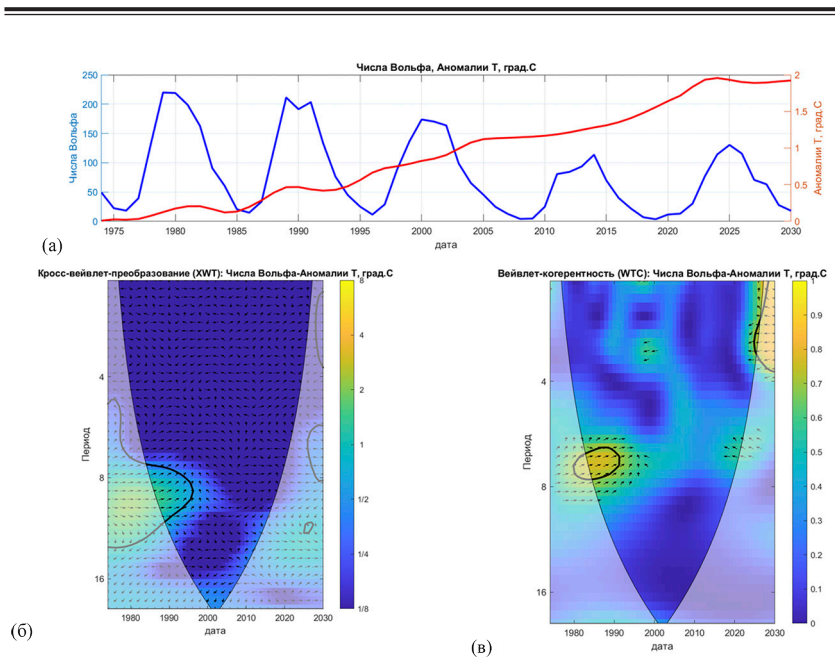 Числа Вольфа, Аномалии Т, град.С
250
200
150
100
50
0
Числа Вольфа
2
1.5
1
0.5
0
Аномалии Т, град.С
1975 1980 1985 1990 1995 2000 2005 2010 2015 2020 2025 2030
дата
(а)
Кросс-вейвлет-преобразование (XWT): Числа Вольфа-Аномалии Т, град.С
4
8
16
Период
1980 1990 2000 2010 2020 2030
дата
8
4
2
1
1/2
1/4
1/8
(б)
Вейвлет-когерентность (WTC): Числа Вольфа-Аномалии Т, град.С
4
8
16
Период
1980 1990 2000 2010 2020 2030
дата
1
0.9
0.8
0.7
0.6
0.5
0.4
0.3
0.2
0.1
0
(в)